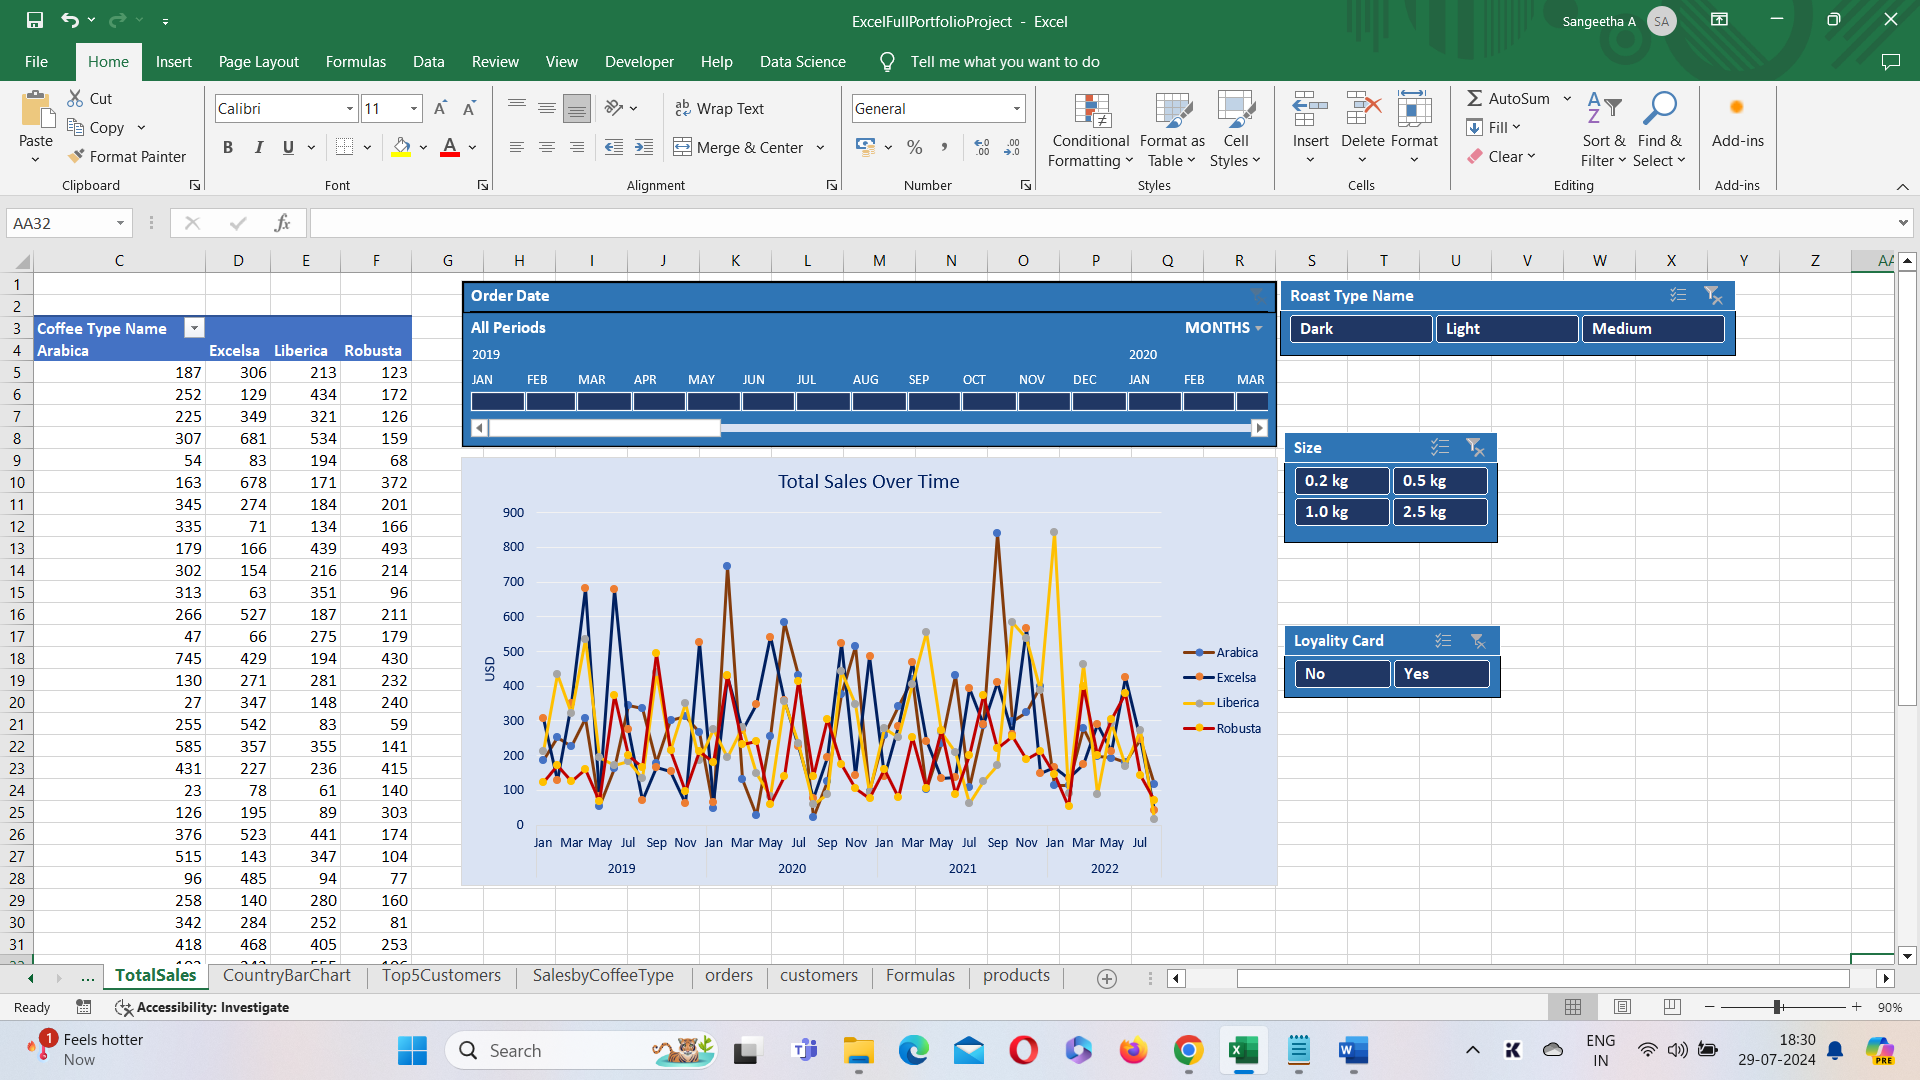 ExcelFullPortfolioProject - Excel
Sangeetha A
SA
File Home Insert Page Layout Formulas Data Review View Developer Help Data Science Tell me what you want to do
Paste
Cut
Copy
Format Painter
Clipboard
Calibri 11
B I U
Font
Wrap Text
Merge & Center
Alignment
General
Number
Conditional Formatting
Format as Table
Cell Styles
Styles
Insert Delete Format
Cells
AutoSum
Fill
Clear
Sort & Filter
Find & Select
Editing
Add-ins
Add-ins
AA32
fx
C D E F G H I J K L M N O P Q R S T U V W X Y Z AA
1
2
3 Coffee Type Name
4 Arabica Excelsa Liberica Robusta
5 187 306 213 123
6 252 129 434 172
7 225 349 321 126
8 307 681 534 159
9 54 83 194 68
10 163 678 171 372
11 345 274 184 201
12 335 71 134 166
13 179 166 439 493
14 302 154 216 214
15 313 63 351 96
16 266 527 187 211
17 47 66 275 179
18 745 429 194 430
19 130 271 281 232
20 27 347 148 240
21 255 542 83 59
22 585 357 355 141
23 431 227 236 415
24 23 78 61 140
25 126 195 89 303
26 376 523 441 174
27 515 143 347 104
28 96 485 94 77
29 258 140 280 160
30 342 284 252 81
31 418 468 405 253
Order Date
All Periods MONTHS
2019 2020
JAN FEB MAR APR MAY JUN JUL AUG SEP OCT NOV DEC JAN FEB MAR
Total Sales Over Time
USD
900
800
700
600
500
400
300
200
100
0
Jan Mar May Jul Sep Nov Jan Mar May Jul Sep Nov Jan Mar May Jul Sep Nov Jan Mar May Jul
2019 2020 2021 2022
Arabica
Excelsa
Liberica
Robusta
Roast Type Name
Dark Light Medium
Size
0.2 kg 0.5 kg
1.0 kg 2.5 kg
Loyality Card
No Yes
... TotalSales CountryBarChart Top5Customers SalesbyCoffeeType orders customers Formulas products
Ready Accessibility: Investigate 90%
1 Feels hotter
Now
Search
ENG
IN
18:30
29-07-2024
PRE